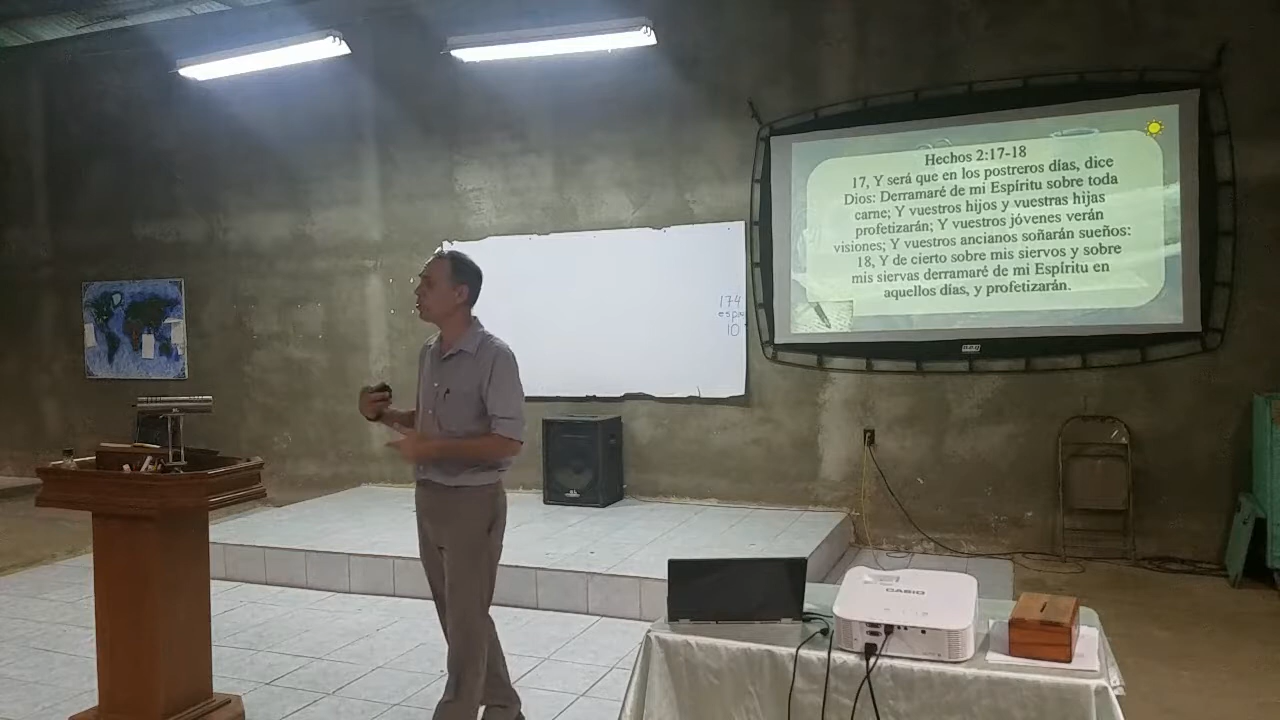 Hechos 2:17-18
17, Y será que en los postreros días, dice
Dios: Derramaré de mi Espíritu sobre toda
carne; Y vuestros hijos y vuestras hijas
profetizarán; Y vuestros jóvenes verán
visiones; Y vuestros ancianos soñarán sueños:
18, Y de cierto sobre mis siervos y sobre
mis siervas derramaré de mi Espíritu en
aquellos días, y profetizarán.
174
10
CASIO